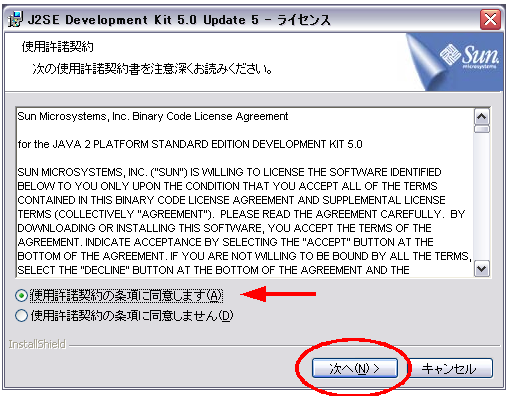 J2SE Development Kit 5.0 Update 5 - ライセンス
使用許諾契約
次の使用許諾契約書を注意深くお読みください。
Sun
microsystems
Sun Microsystems, Inc. Binary Code License Agreement
for the JAVA 2 PLATFORM STANDARD EDITION DEVELOPMENT KIT 5.0
SUN MICROSYSTEMS, INC. ("SUN") IS WILLING TO LICENSE THE SOFTWARE IDENTIFIED
BELOW TO YOU ONLY UPON THE CONDITION THAT YOU ACCEPT ALL OF THE TERMS
CONTAINED IN THIS BINARY CODE LICENSE AGREEMENT AND SUPPLEMENTAL LICENSE
TERMS (COLLECTIVELY "AGREEMENT").  PLEASE READ THE AGREEMENT CAREFULLY.  BY
DOWNLOADING OR INSTALLING THIS SOFTWARE, YOU ACCEPT THE TERMS OF THE
AGREEMENT. INDICATE ACCEPTANCE BY SELECTING THE "ACCEPT" BUTTON AT THE
BOTTOM OF THE AGREEMENT. IF YOU ARE NOT WILLING TO BE BOUND BY ALL THE TERMS,
SELECT THE "DECLINE" BUTTON AT THE BOTTOM OF THE AGREEMENT AND THE
使用許諾契約の条項に同意します(A)
使用許諾契約の条項に同意しません(D)
InstallShield
次へ(N) >
キャンセル